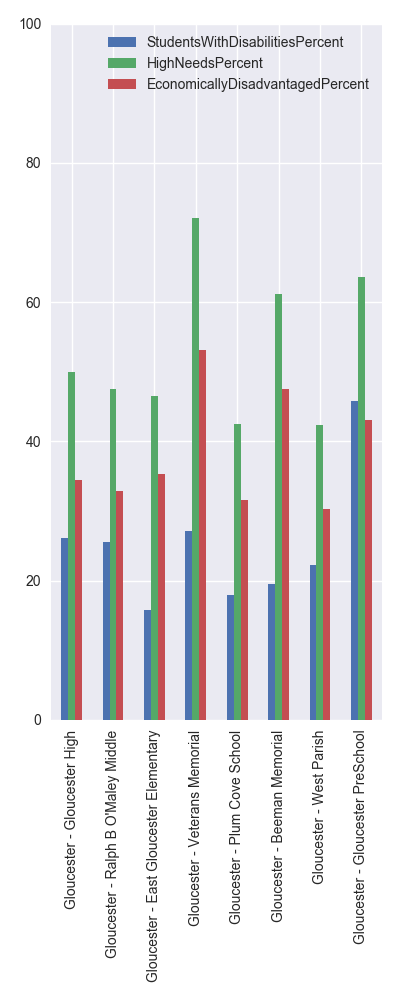 100
80
60
40
20
0
StudentsWithDisabilitiesPercent
HighNeedsPercent
EconomicallyDisadvantagedPercent
Gloucester - Gloucester High
Gloucester - Ralph B O'Maley Middle
Gloucester - East Gloucester Elementary
Gloucester - Veterans Memorial
Gloucester - Plum Cove School
Gloucester - Beeman Memorial
Gloucester - West Parish
Gloucester - Gloucester PreSchool